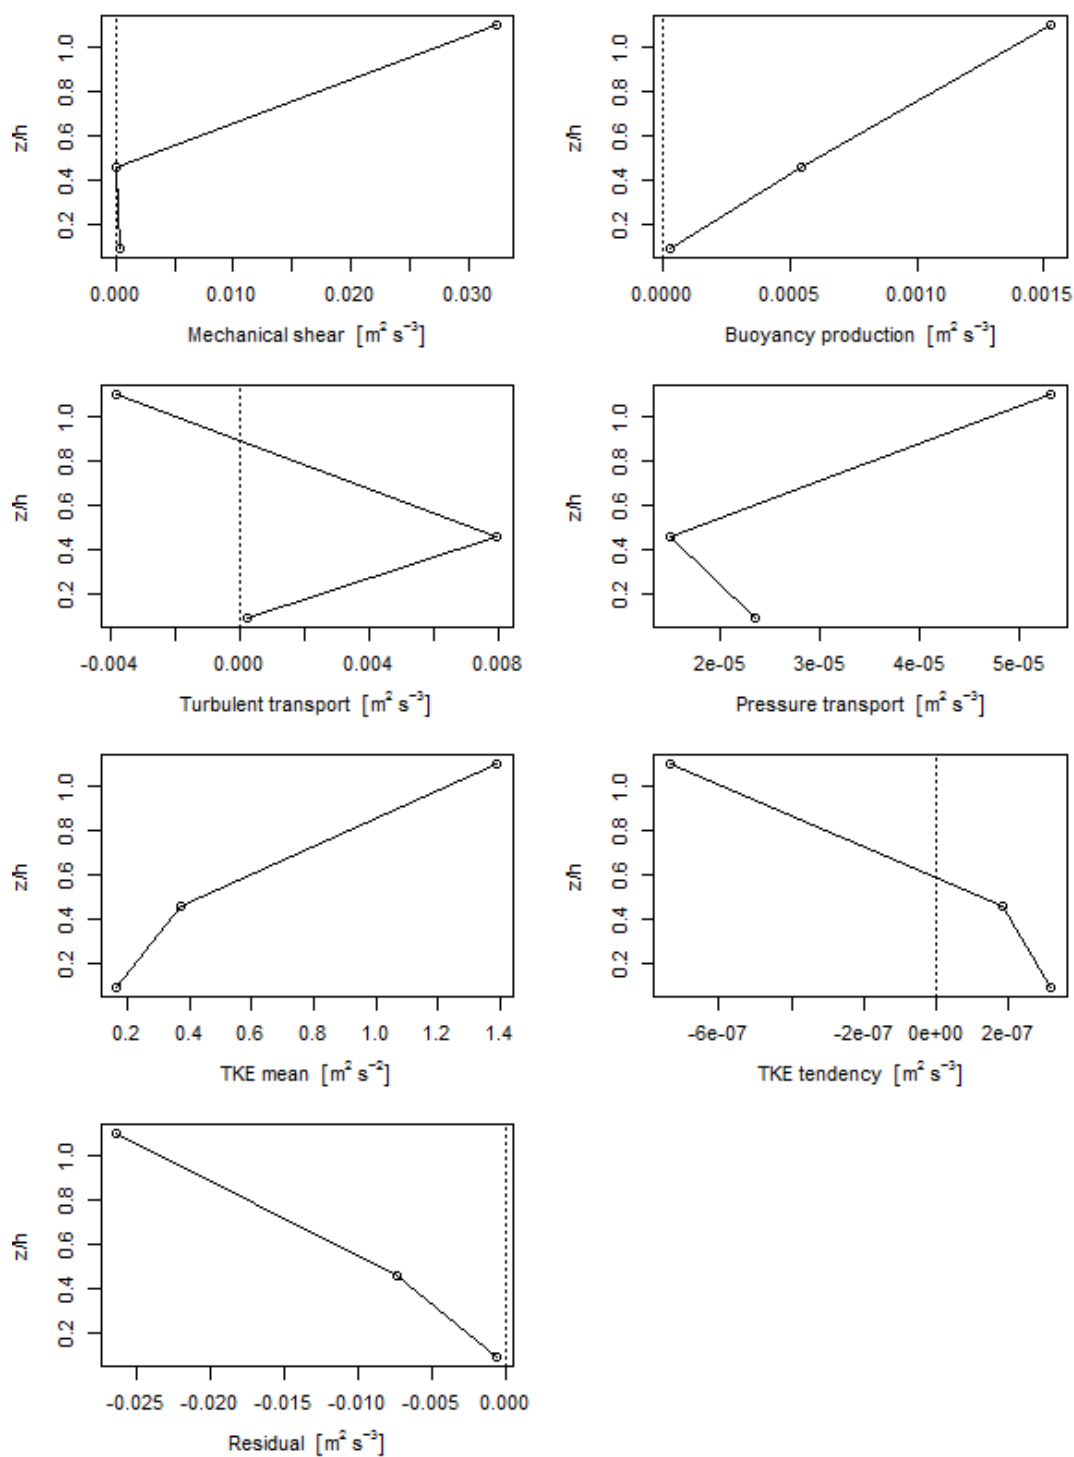 z/h
0.2 0.4 0.6 0.8 1.0
0.000 0.010 0.020 0.030
Mechanical shear [m² s⁻³]
z/h
0.2 0.4 0.6 0.8 1.0
0.0000 0.0005 0.0010 0.0015
Buoyancy production [m² s⁻³]
z/h
0.2 0.4 0.6 0.8 1.0
-0.004 0.000 0.004 0.008
Turbulent transport [m² s⁻³]
z/h
0.2 0.4 0.6 0.8 1.0
2e-05 3e-05 4e-05 5e-05
Pressure transport [m² s⁻³]
z/h
0.2 0.4 0.6 0.8 1.0
0.2 0.4 0.6 0.8 1.0 1.2 1.4
TKE mean [m² s⁻²]
z/h
0.2 0.4 0.6 0.8 1.0
-6e-07 -2e-07 0e+00 2e-07
TKE tendency [m² s⁻³]
z/h
0.2 0.4 0.6 0.8 1.0
-0.025 -0.020 -0.015 -0.010 -0.005 0.000
Residual [m² s⁻³]